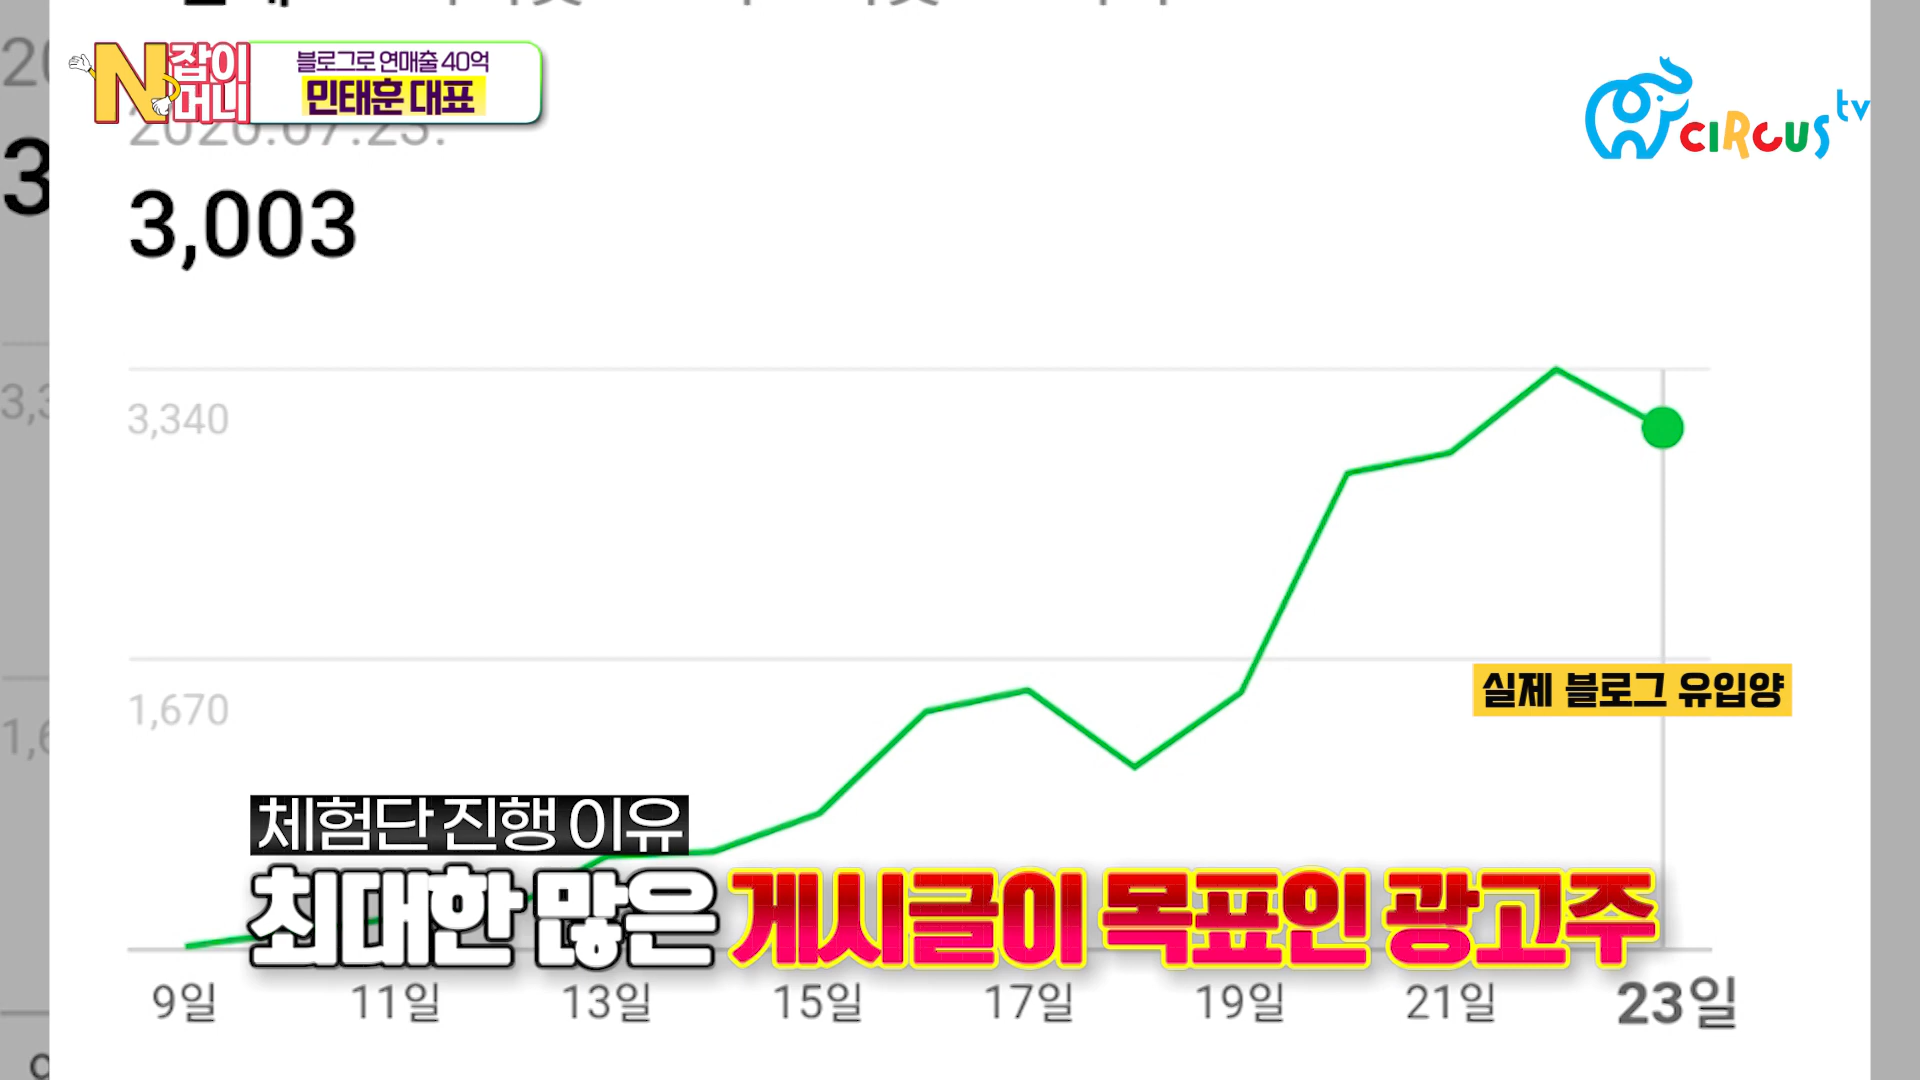 N잡이
머니
블로그로 연매출 40억
민태훈 대표
CIRCUS tv
2020.07.23.
3,003
3,340
1,670
실제 블로그 유입양
체험단 진행 이유
최대한 많은 게시글이 목표인 광고주
9일 11일 13일 15일 17일 19일 21일 23일